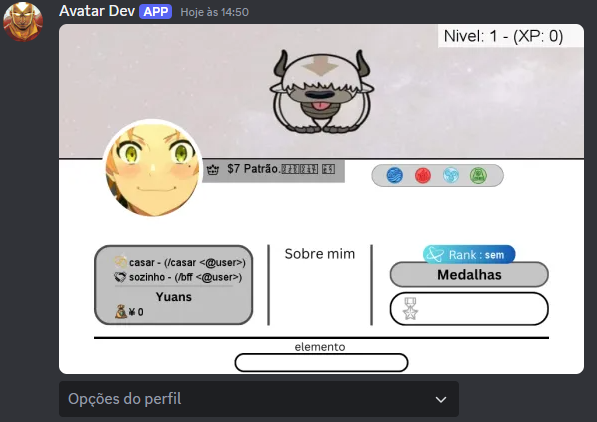 Avatar Dev APP Hoje às 14:50
Nivel: 1 - (XP: 0)
$7 Patrão.
casar - (/casar <@user>)
sozinho - (/bff <@user>)
Yuans
¥ 0
Sobre mim
Rank : sem
Medalhas
elemento
Opções do perfil